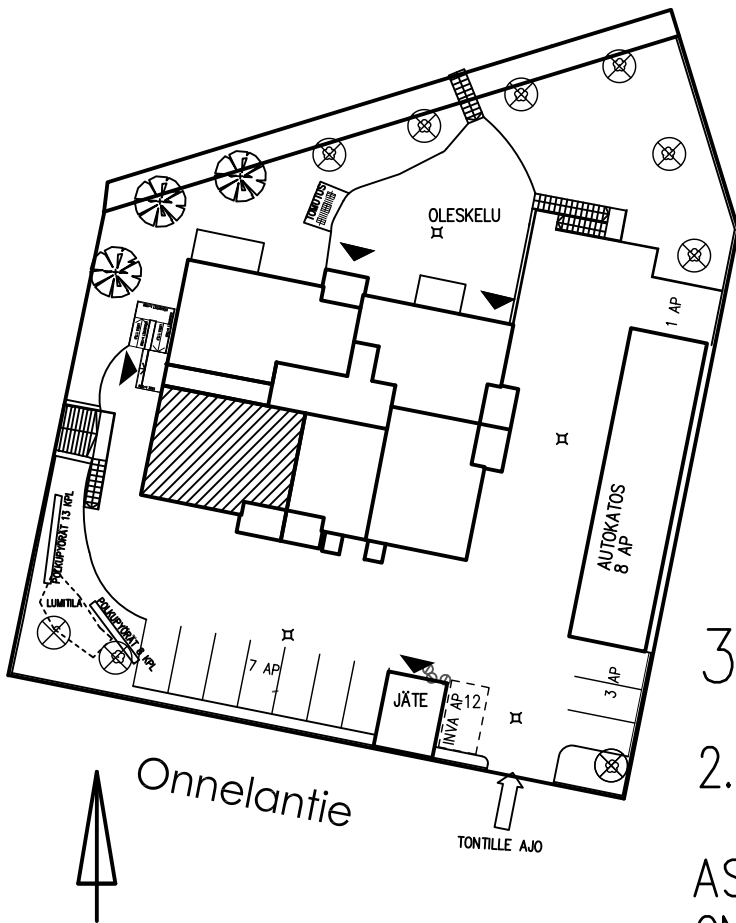 TOMUTUS
OLESKELU
1 AP
AUTOKATOS
8 AP
POLKUPYÖRÄT 13 KPL
LUMITILA
POLKUPYÖRÄT 8 KPL
7 AP
JÄTE
INVA AP 12
3 AP
3
2.
Onnelantie
TONTILLE AJO
AS